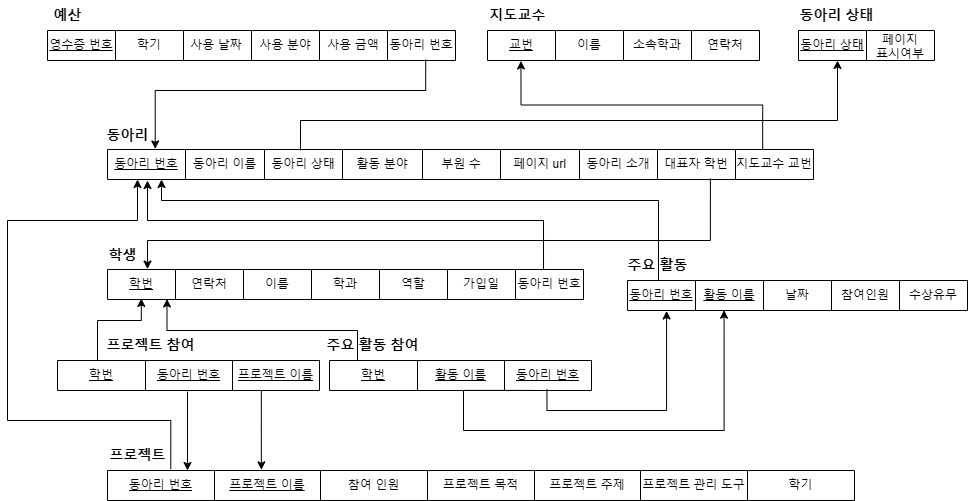 예산
지도교수
동아리 상태
영수증 번호 학기 사용 날짜 사용 분야 사용 금액 동아리 번호
교번 이름 소속학과 연락처
동아리 상태 페이지
표시여부
동아리
동아리 번호 동아리 이름 동아리 상태 활동 분야 부원 수 페이지 url 동아리 소개 대표자 학번 지도교수 교번
학생
학번 연락처 이름 학과 역할 가입일 동아리 번호
주요 활동
동아리 번호 활동 이름 날짜 참여인원 수상유무
프로젝트 참여
학번 동아리 번호 프로젝트 이름
주요 활동 참여
학번 활동 이름 동아리 번호
프로젝트
동아리 번호 프로젝트 이름 참여 인원 프로젝트 목적 프로젝트 주제 프로젝트 관리 도구 학기